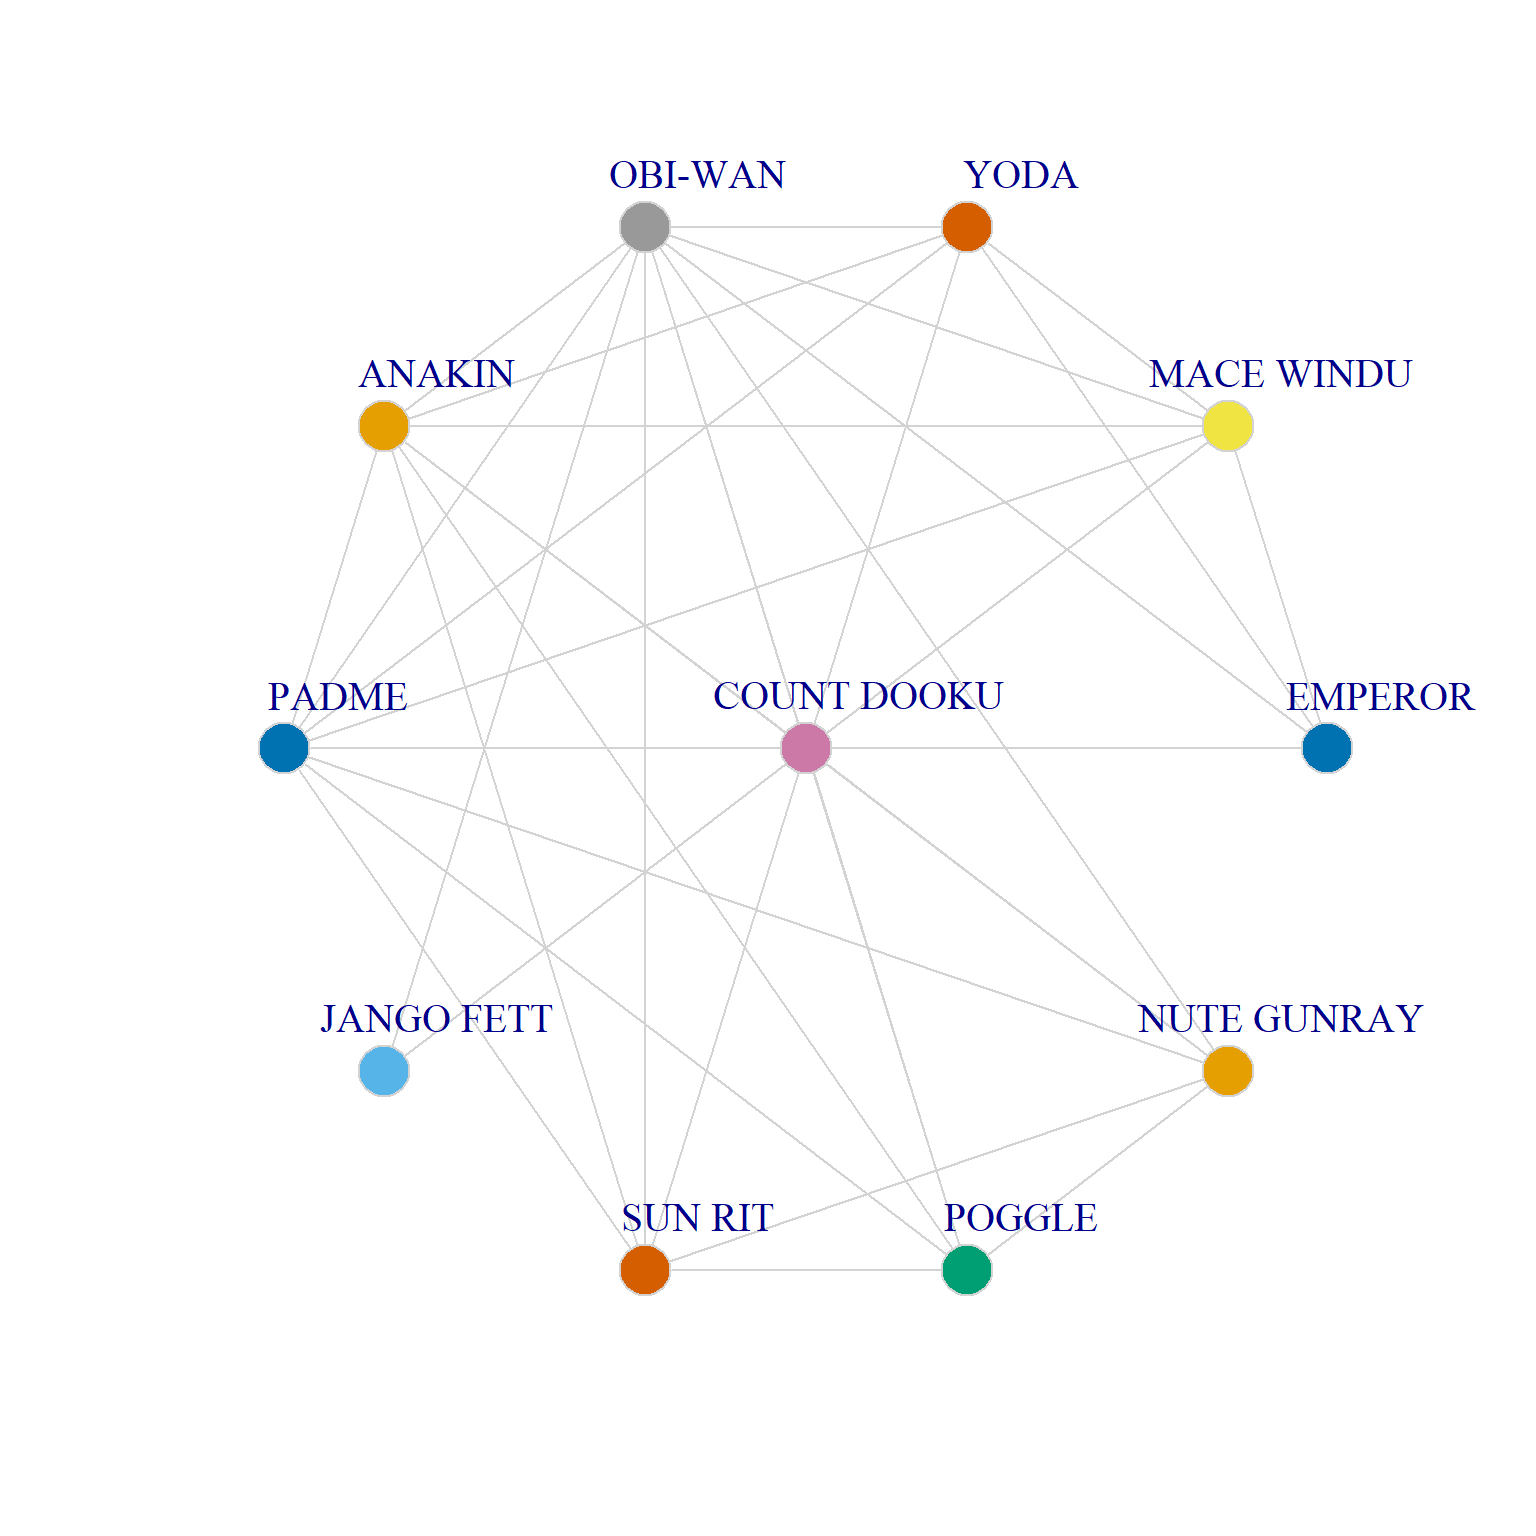 OBI-WAN
YODA
ANAKIN
MACE WINDU
PADME
COUNT DOOKU
EMPEROR
JANGO FETT
NUTE GUNRAY
SUN RIT
POGGLE